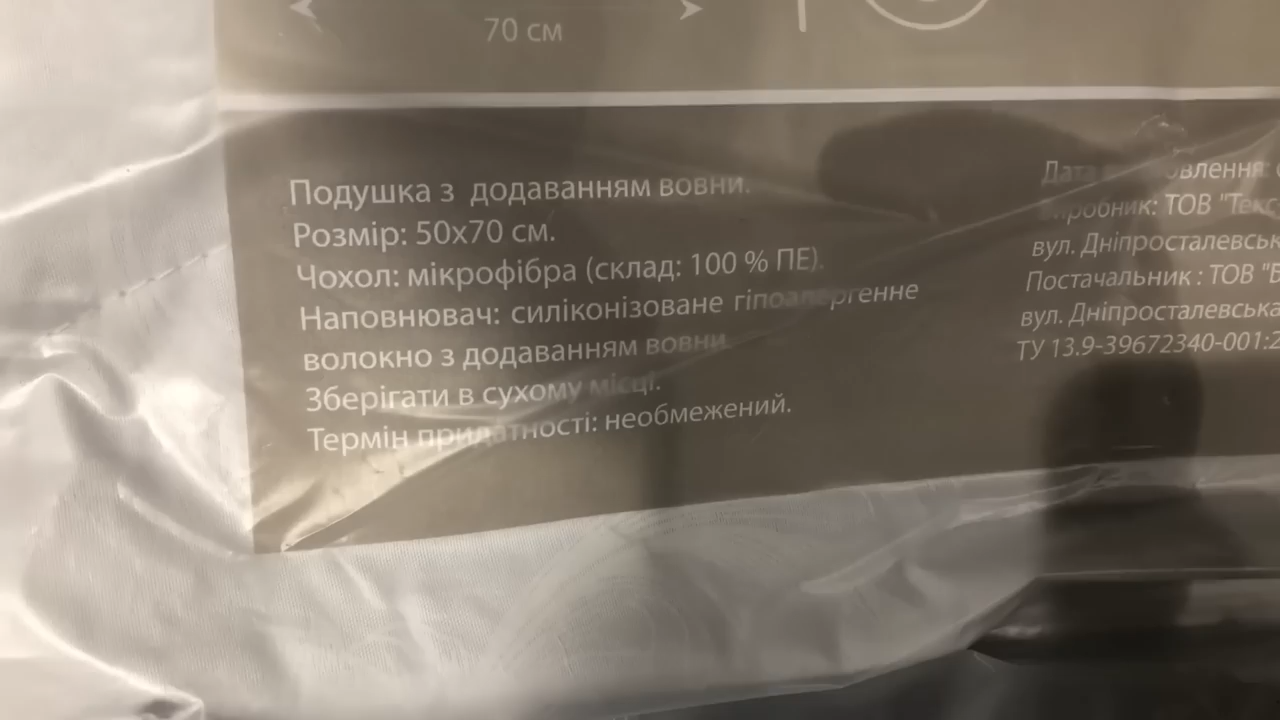 70 см
Подушка з додаванням вовни.
Розмір: 50х70 см.
Чохол: мікрофібра (склад: 100 % ПЕ).
Наповнювач: силіконізоване гіпоалергенне
волокно з додаванням вовни.
Зберігати в сухому місці.
Термін придатності: необмежений.
Дата
Виробник: ТОВ "Текс
вул. Дніпросталевськ
Постачальник : ТОВ "В
вул. Дніпросталевська
ТУ 13.9-39672340-001:2